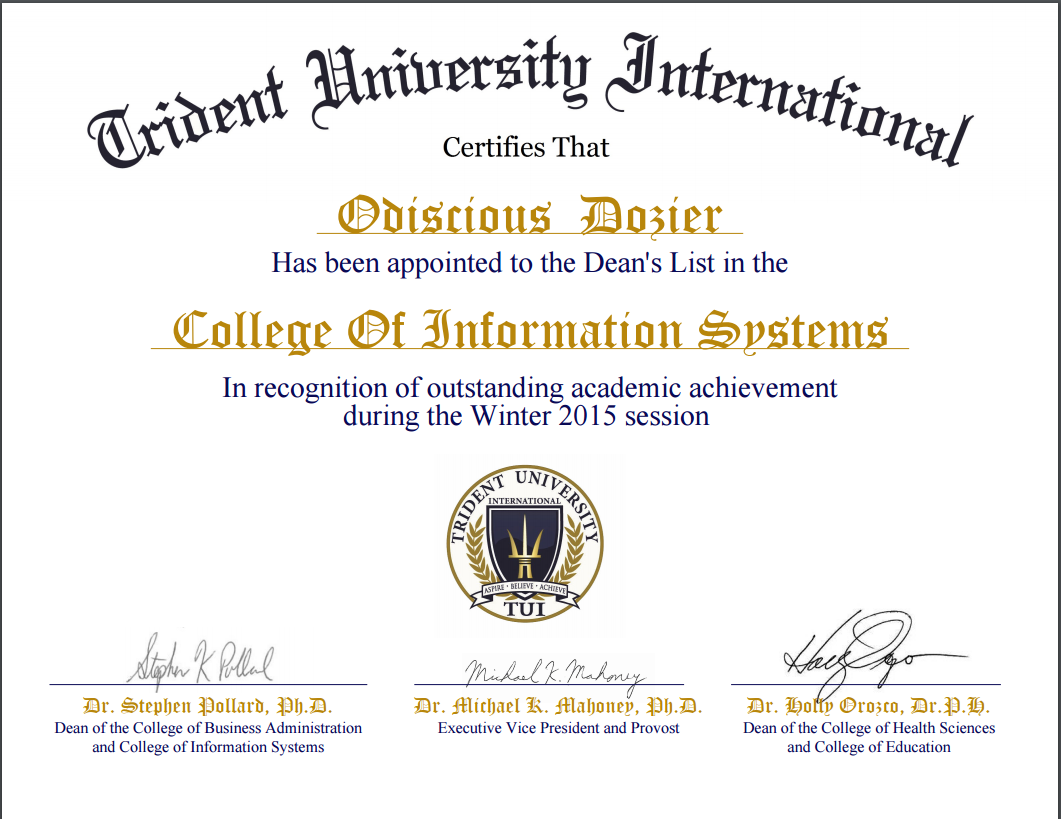 Trident University International
Certifies That
Odiscious Dozier
Has been appointed to the Dean's List in the
College Of Information Systems
In recognition of outstanding academic achievement
during the Winter 2015 session
TRIDENT UNIVERSITY
INTERNATIONAL
ASPIRE · BELIEVE · ACHIEVE
TUI
Stephen K Pollard
Michael K. Mahoney
Dr. Stephen Pollard, Ph.D.
Dean of the College of Business Administration
and College of Information Systems
Dr. Michael K. Mahoney, Ph.D.
Executive Vice President and Provost
Dr. Holly Orozco, Dr.P.H.
Dean of the College of Health Sciences
and College of Education